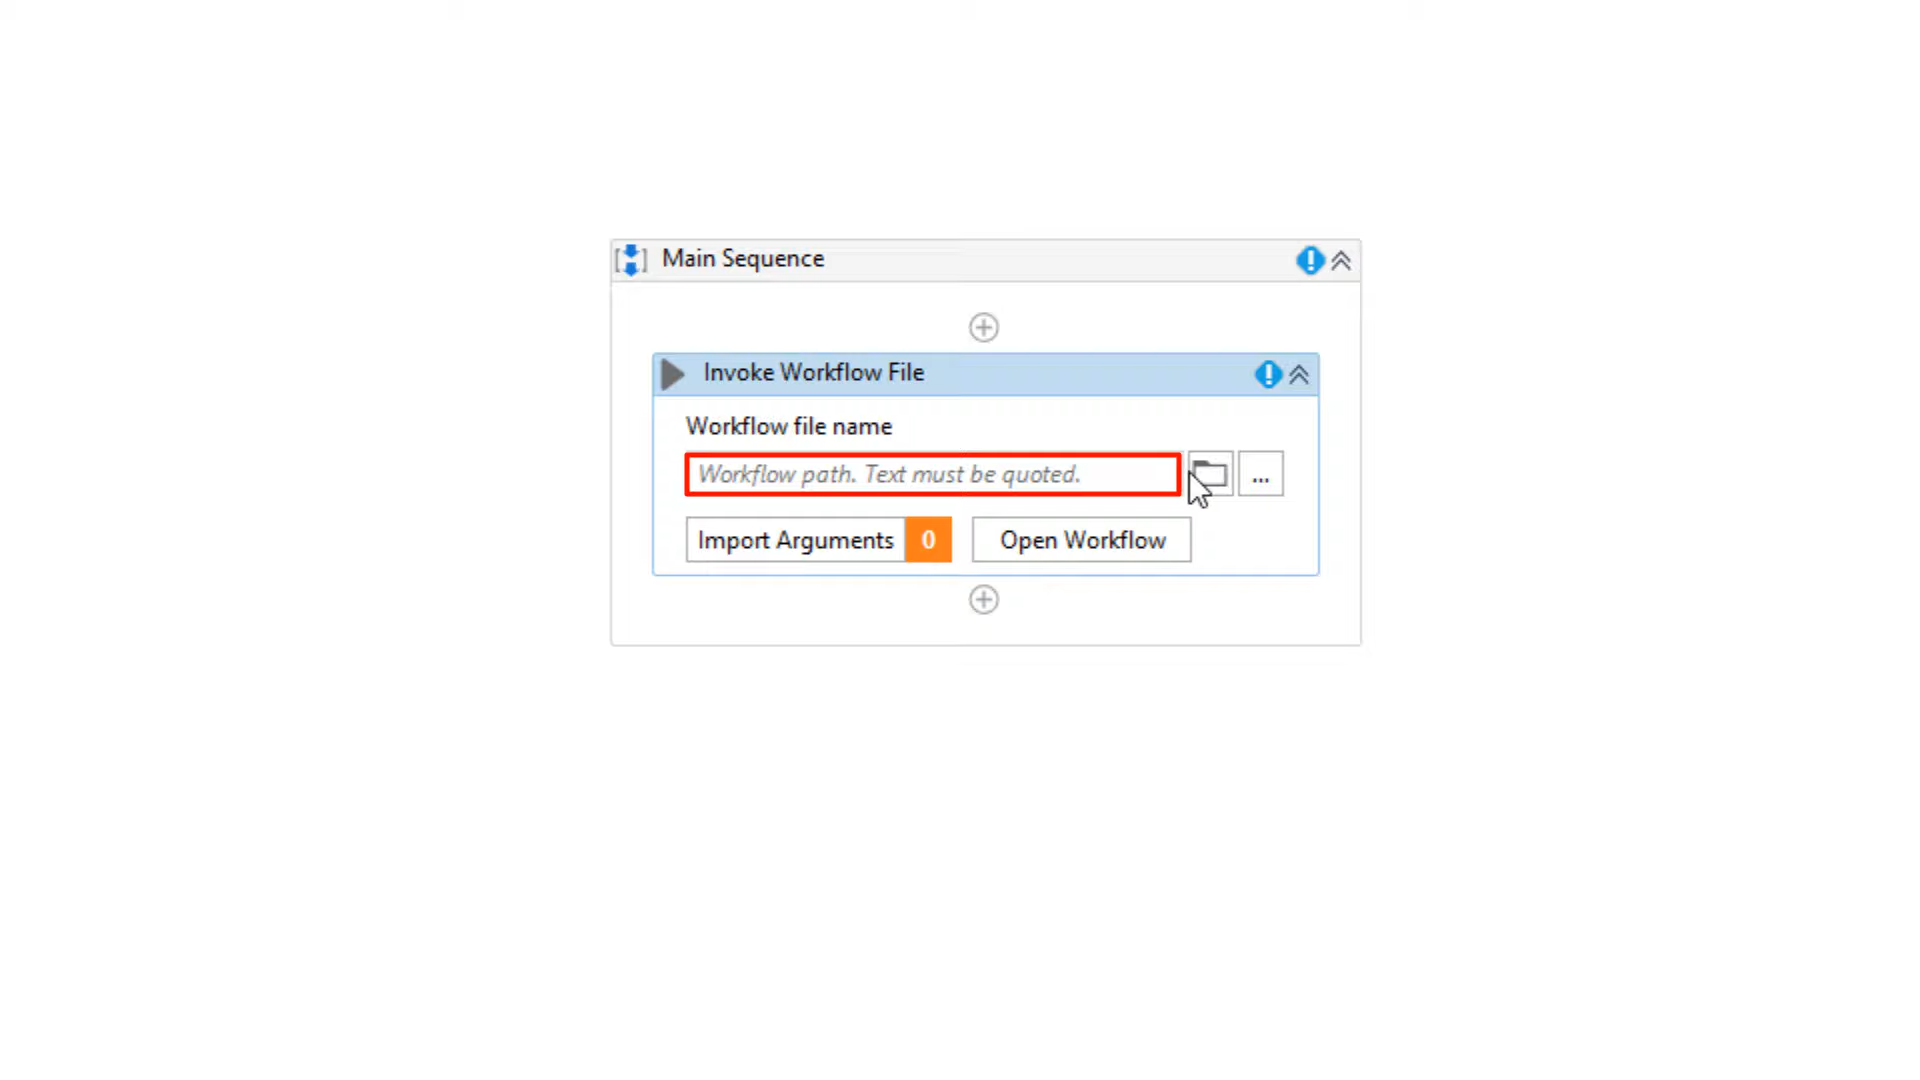 Main Sequence
Invoke Workflow File
Workflow file name
Workflow path. Text must be quoted.
...
Import Arguments 0 Open Workflow